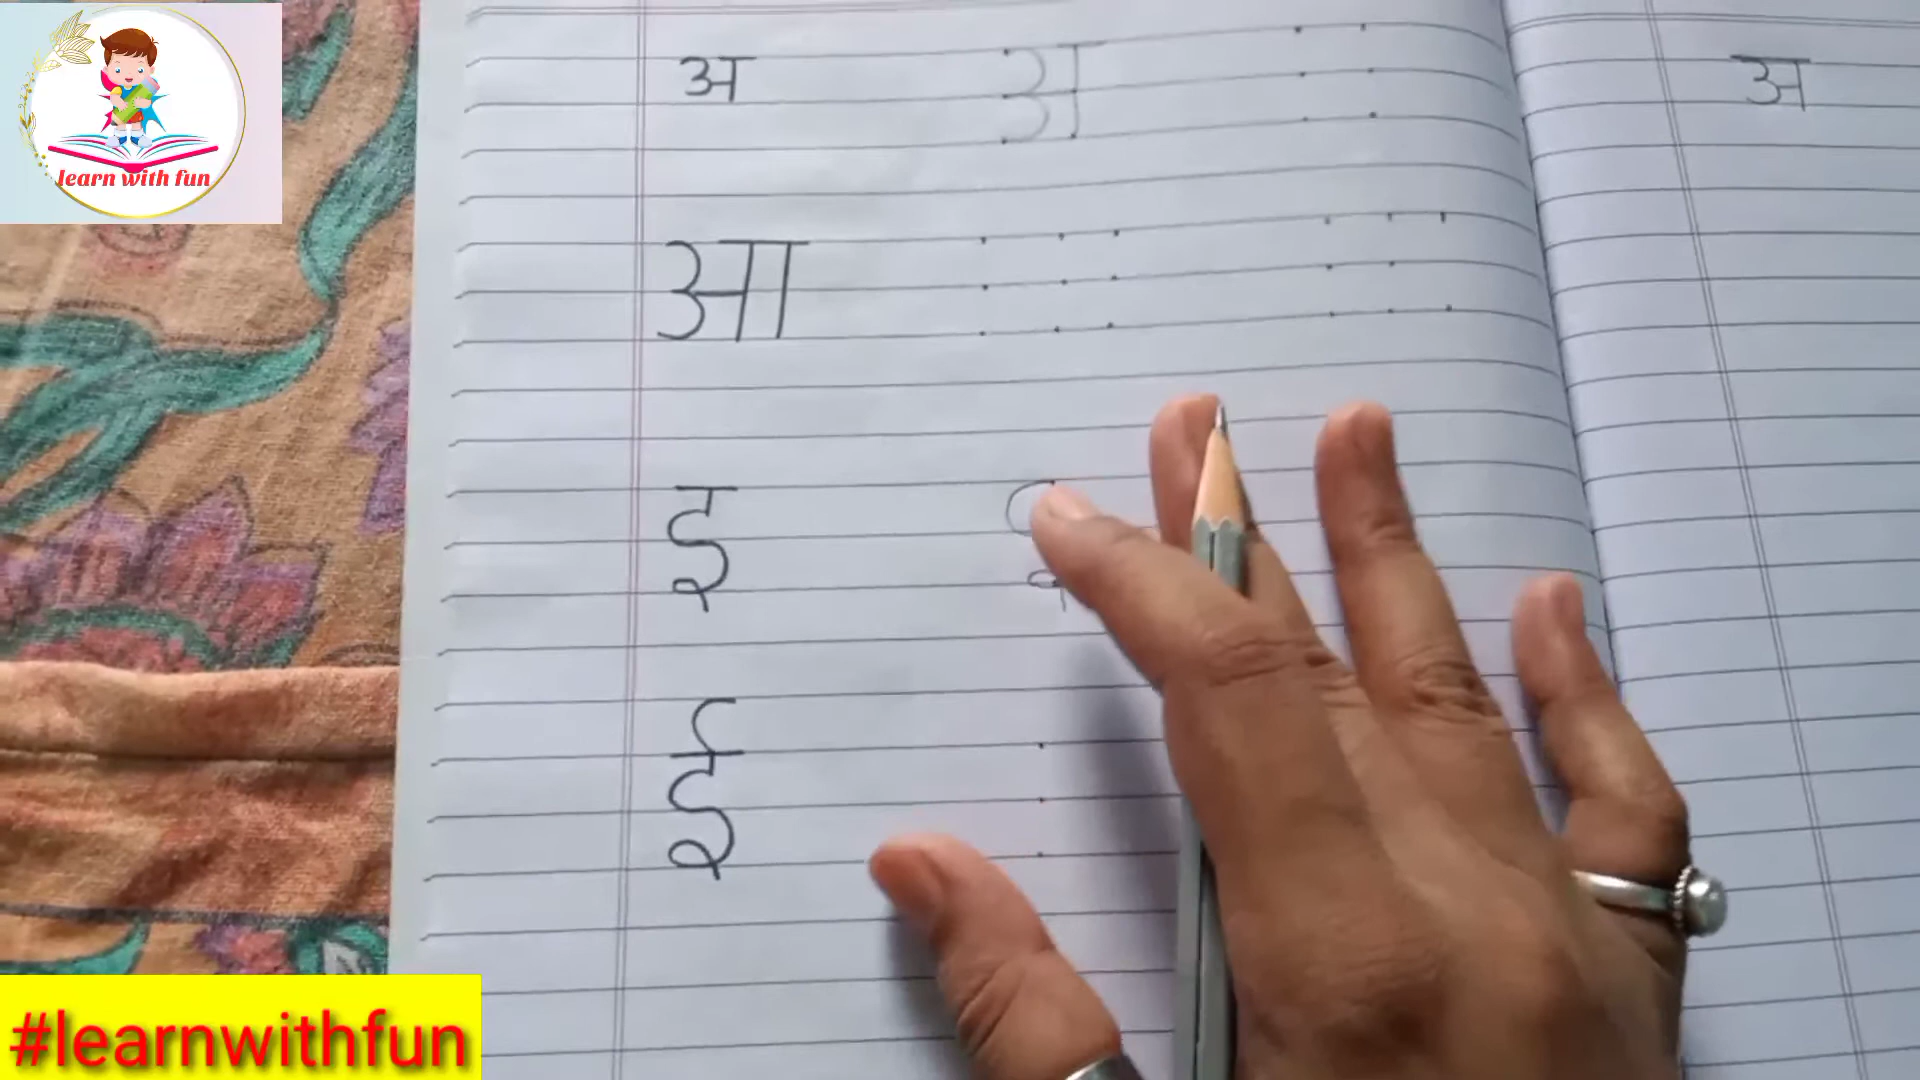 learn with fun
अ अ अ
आ
इ
ई
#learnwithfun